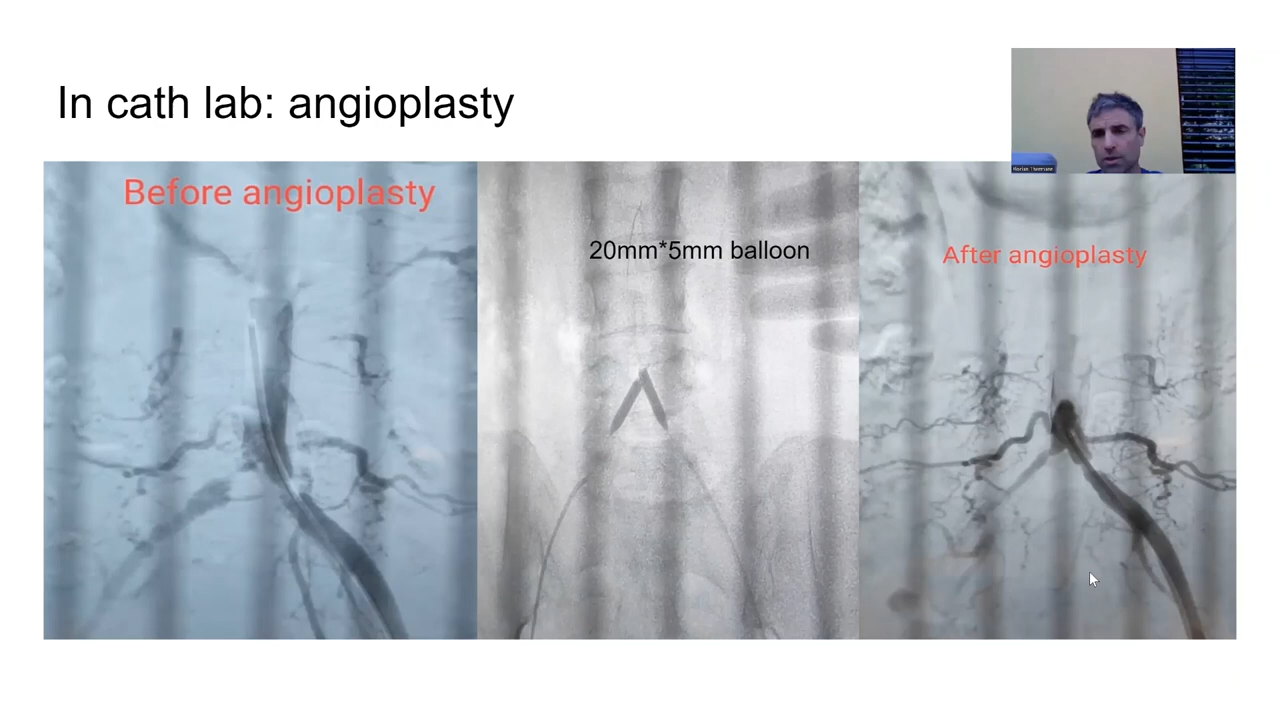 In cath lab: angioplasty
Before angioplasty
20mm*5mm balloon
After angioplasty